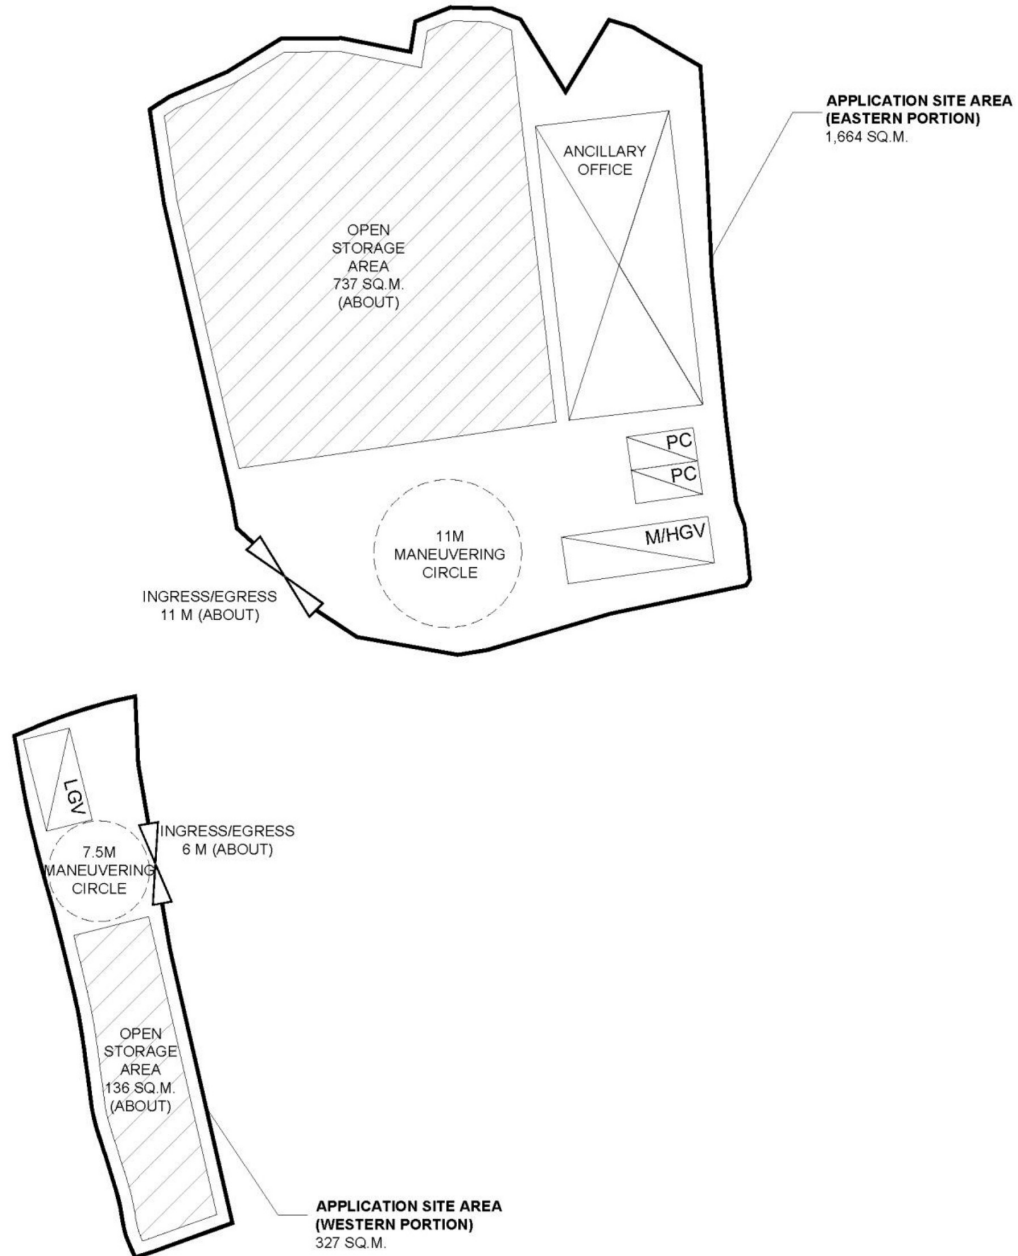 APPLICATION SITE AREA
(EASTERN PORTION)
1,664 SQ.M.
ANCILLARY
OFFICE
OPEN
STORAGE
AREA
737 SQ.M.
(ABOUT)
PC
PC
M/HGV
11M
MANEUVERING
CIRCLE
INGRESS/EGRESS
11 M (ABOUT)
LGV
INGRESS/EGRESS
6 M (ABOUT)
7.5M
MANEUVERING
CIRCLE
OPEN
STORAGE
AREA
136 SQ.M.
(ABOUT)
APPLICATION SITE AREA
(WESTERN PORTION)
327 SQ.M.